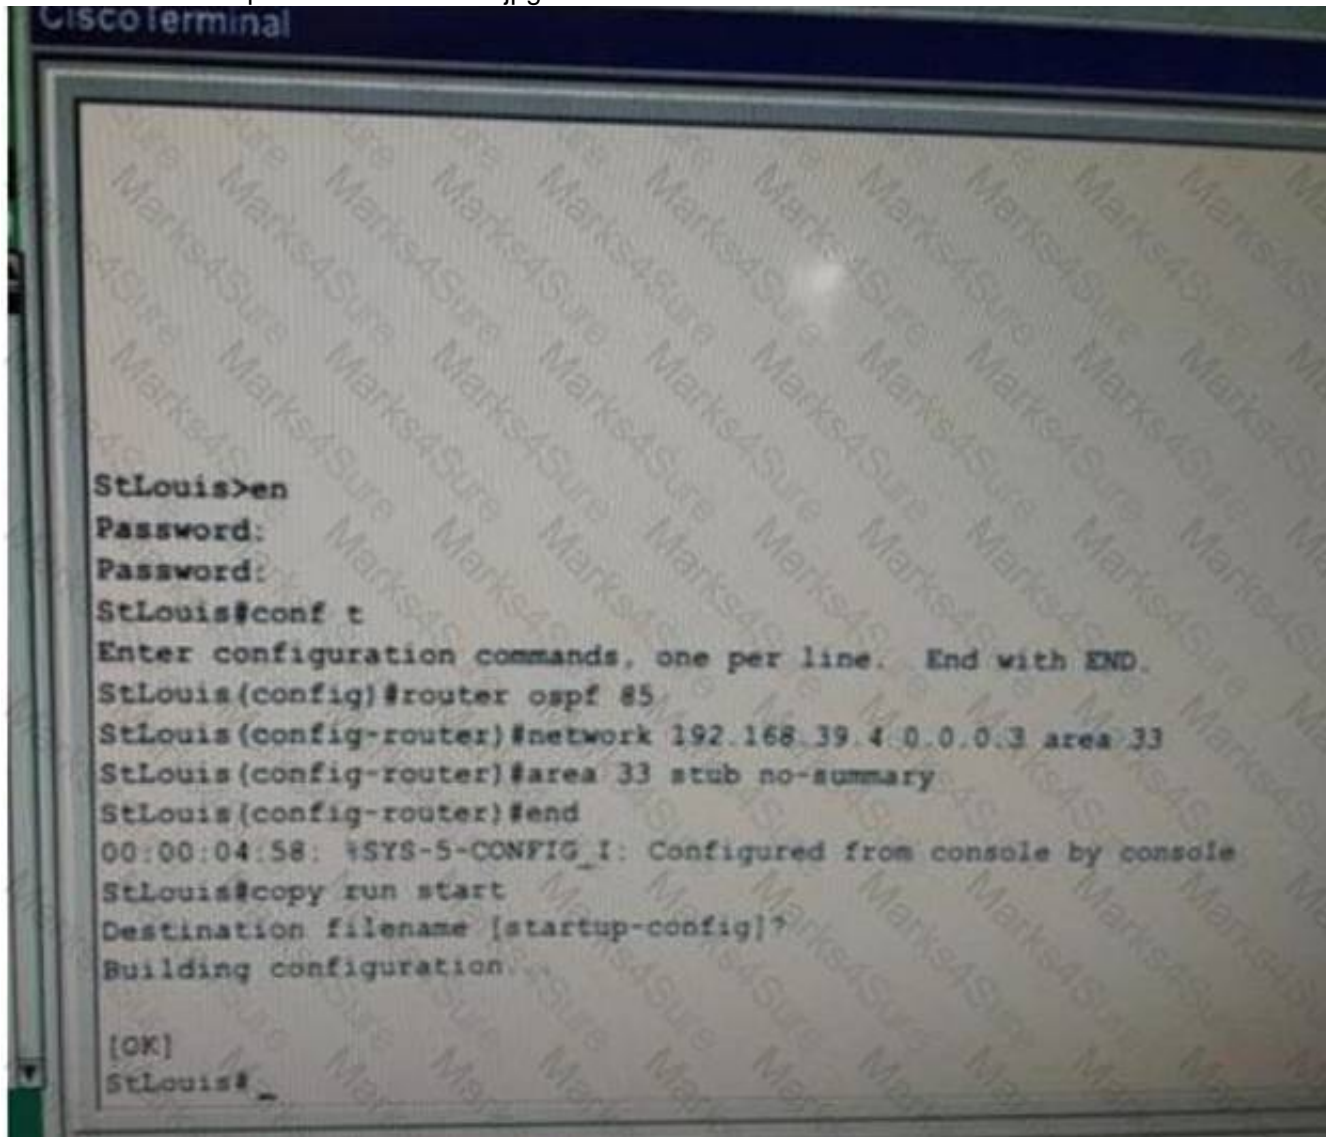 CiscoTerminal
StLouis>en
Password:
Password:
StLouis#conf t
Enter configuration commands, one per line. End with END.
StLouis(config)#router ospf 85
StLouis(config-router)#network 192.168.39.4 0.0.0.3 area 33
StLouis(config-router)#area 33 stub no-summary
StLouis(config-router)#end
00:00:04:58: %SYS-5-CONFIG_I: Configured from console by console
StLouis#copy run start
Destination filename [startup-config]?
Building configuration...
[OK]
StLouis#_
Marks4Sure